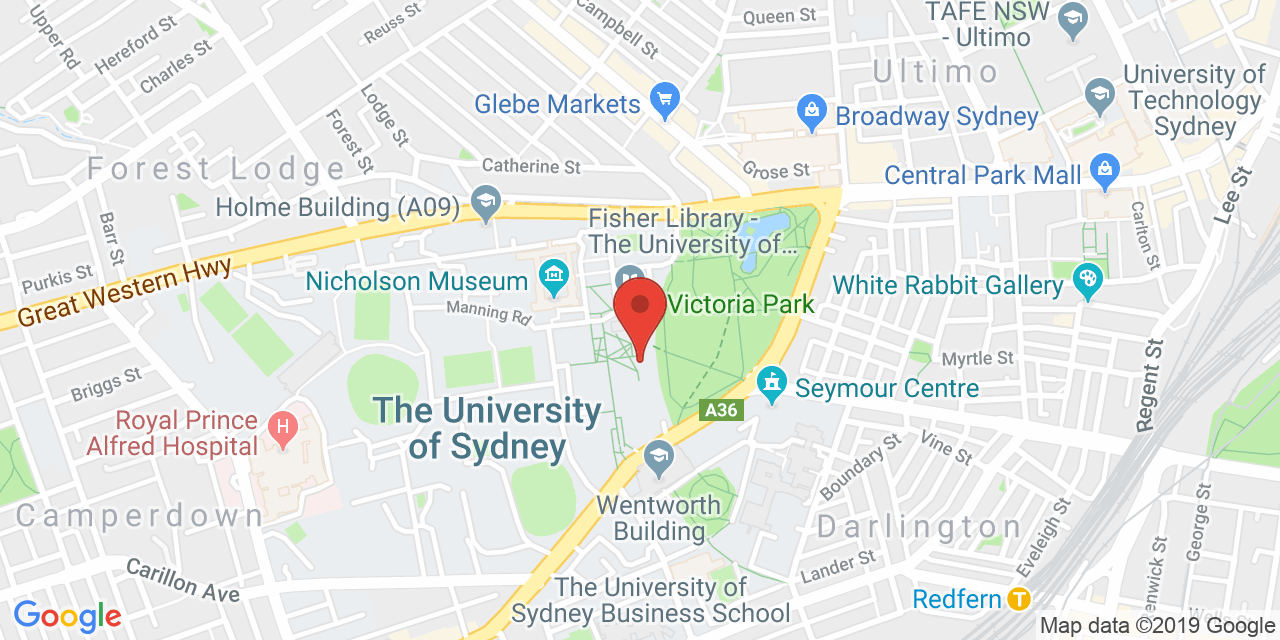 Upper Rd
Hereford St
Charles St
Reuss St
Campbell St
Queen St
TAFE NSW
- Ultimo
Ultimo
University of
Technology
Sydney
Glebe Markets
Broadway Sydney
Lodge St
Forest St
Forest Lodge
Catherine St
Grose St
Central Park Mall
Lee St
Carlton St
Holme Building (A09)
Fisher Library -
The University of...
Barr St
Purkis St
Great Western Hwy
Nicholson Museum
Manning Rd
Victoria Park
White Rabbit Gallery
Myrtle St
Regent St
Briggs St
Seymour Centre
A36
The University
of Sydney
Royal Prince
Alfred Hospital
H
Vine St
Boundary St
Wentworth
Building
Camperdown
Darlington
George St
Eveleigh St
Lander St
Carillon Ave
The University of
Sydney Business School
Redfern
T
Google
Map data ©2019 Google